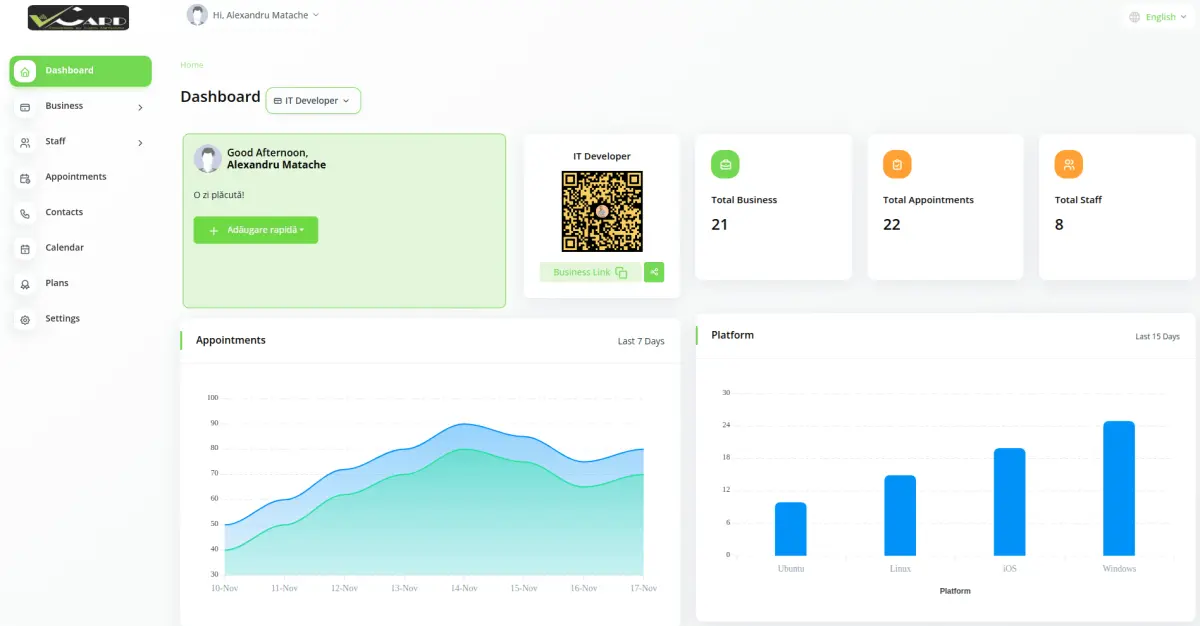 VCARD
Hi, Alexandru Matache
English
Dashboard
Business
Staff
Appointments
Contacts
Calendar
Plans
Settings
Home
Dashboard
IT Developer
Good Afternoon,
Alexandru Matache
O zi plăcută!
Adăugare rapidă
IT Developer
Business Link
Total Business
21
Total Appointments
22
Total Staff
8
Appointments
Last 7 Days
100
90
80
70
60
50
40
30
10-Nov 11-Nov 12-Nov 13-Nov 14-Nov 15-Nov 16-Nov 17-Nov
Platform
Last 15 Days
30
24
18
12
6
0
Ubuntu Linux iOS Windows
Platform